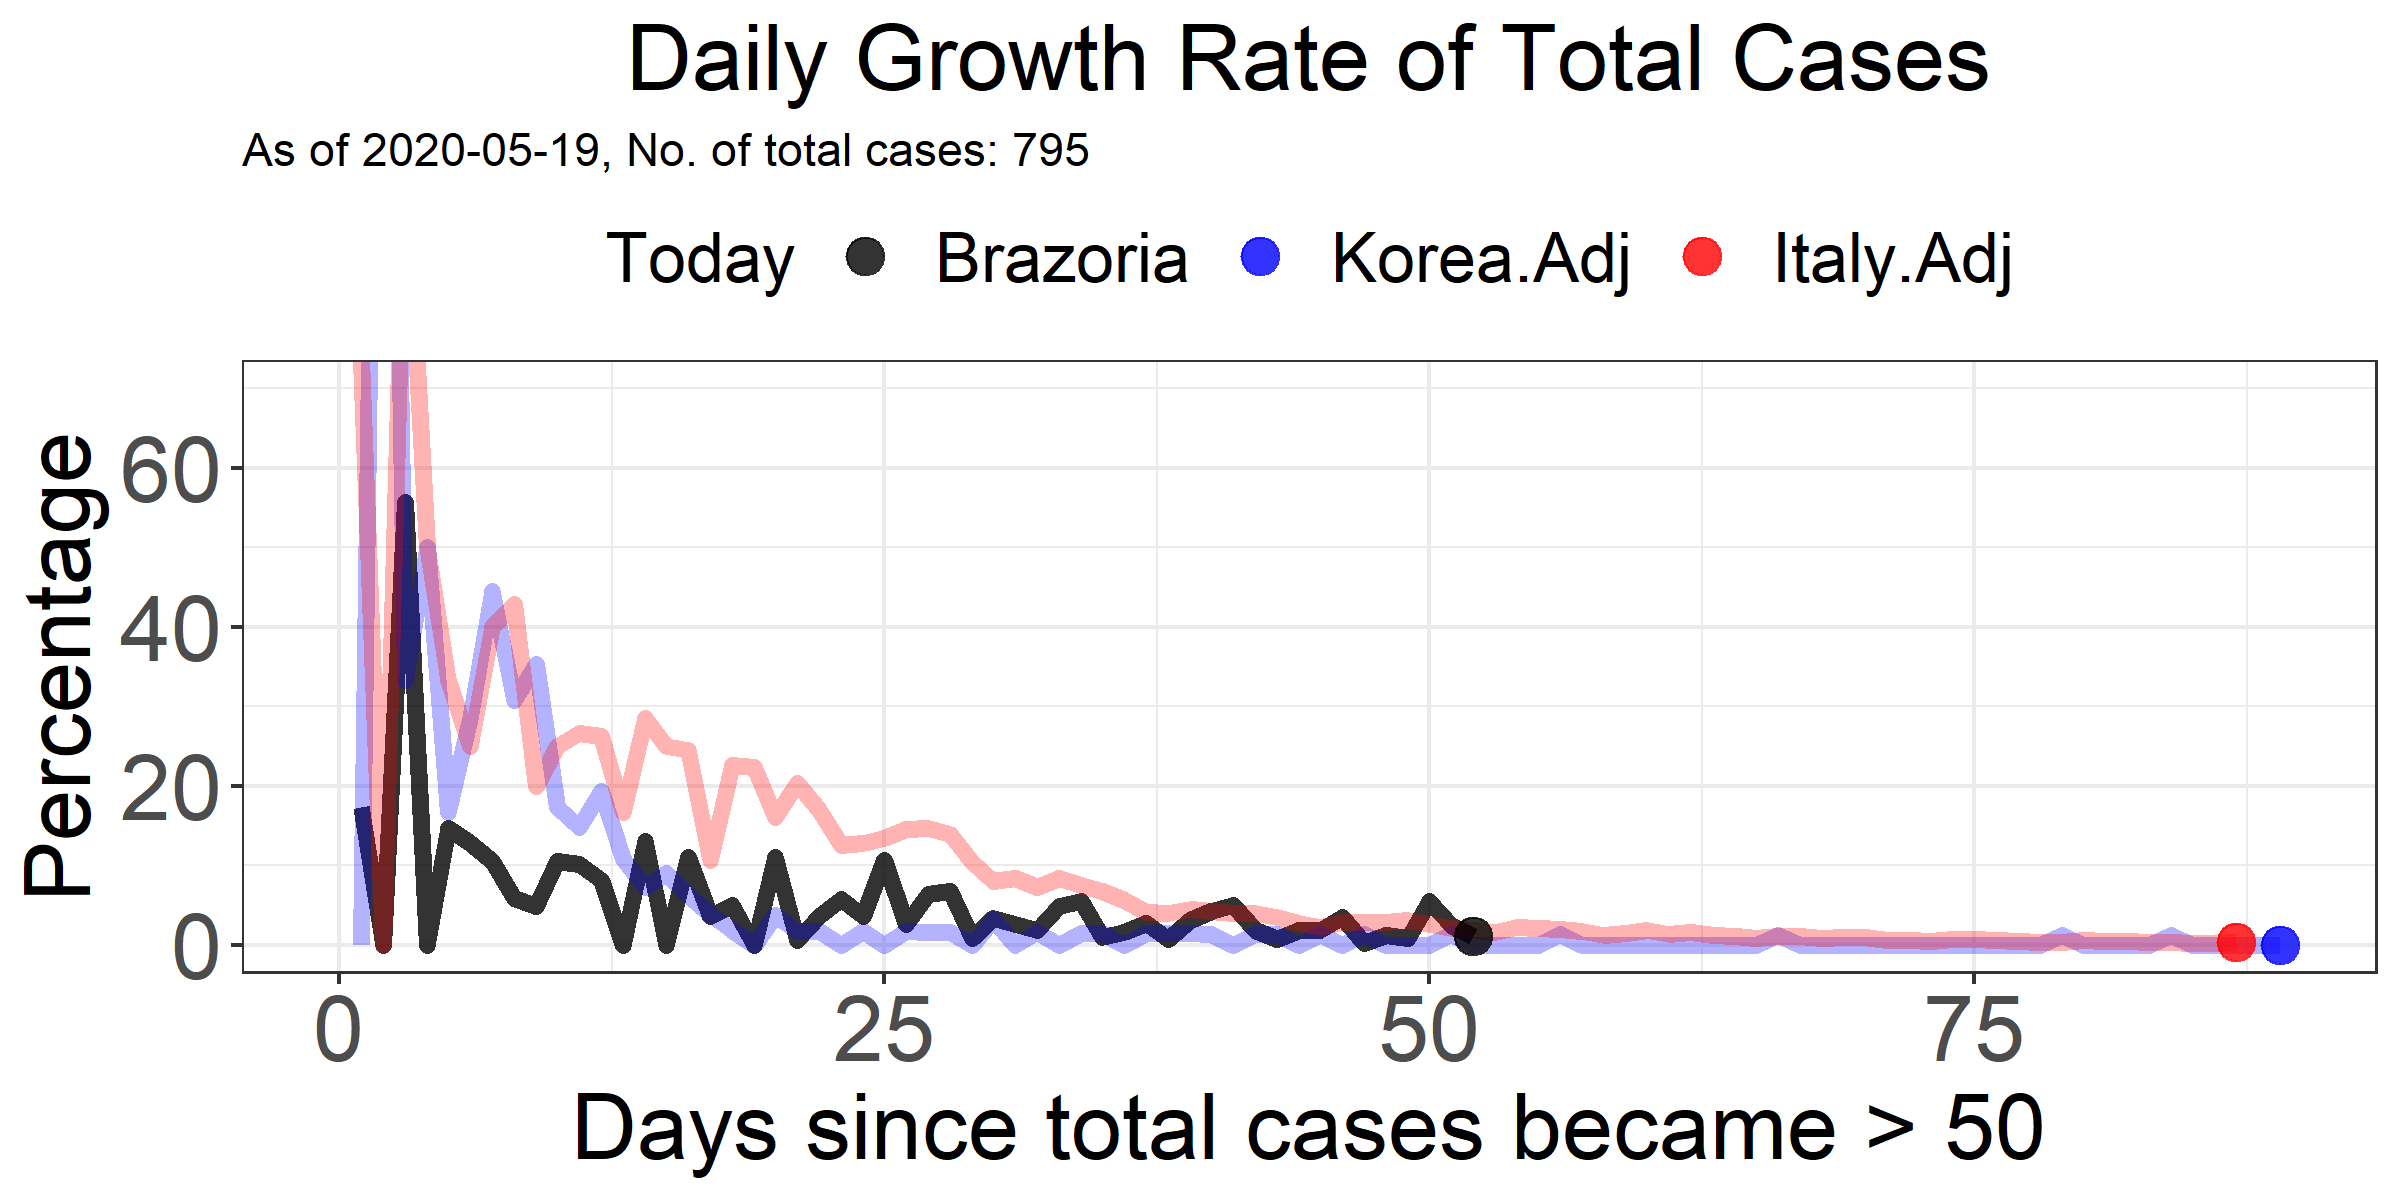 Daily Growth Rate of Total Cases
As of 2020-05-19, No. of total cases: 795
Today Brazoria Korea.Adj Italy.Adj
Percentage
60
40
20
0
0 25 50 75
Days since total cases became > 50